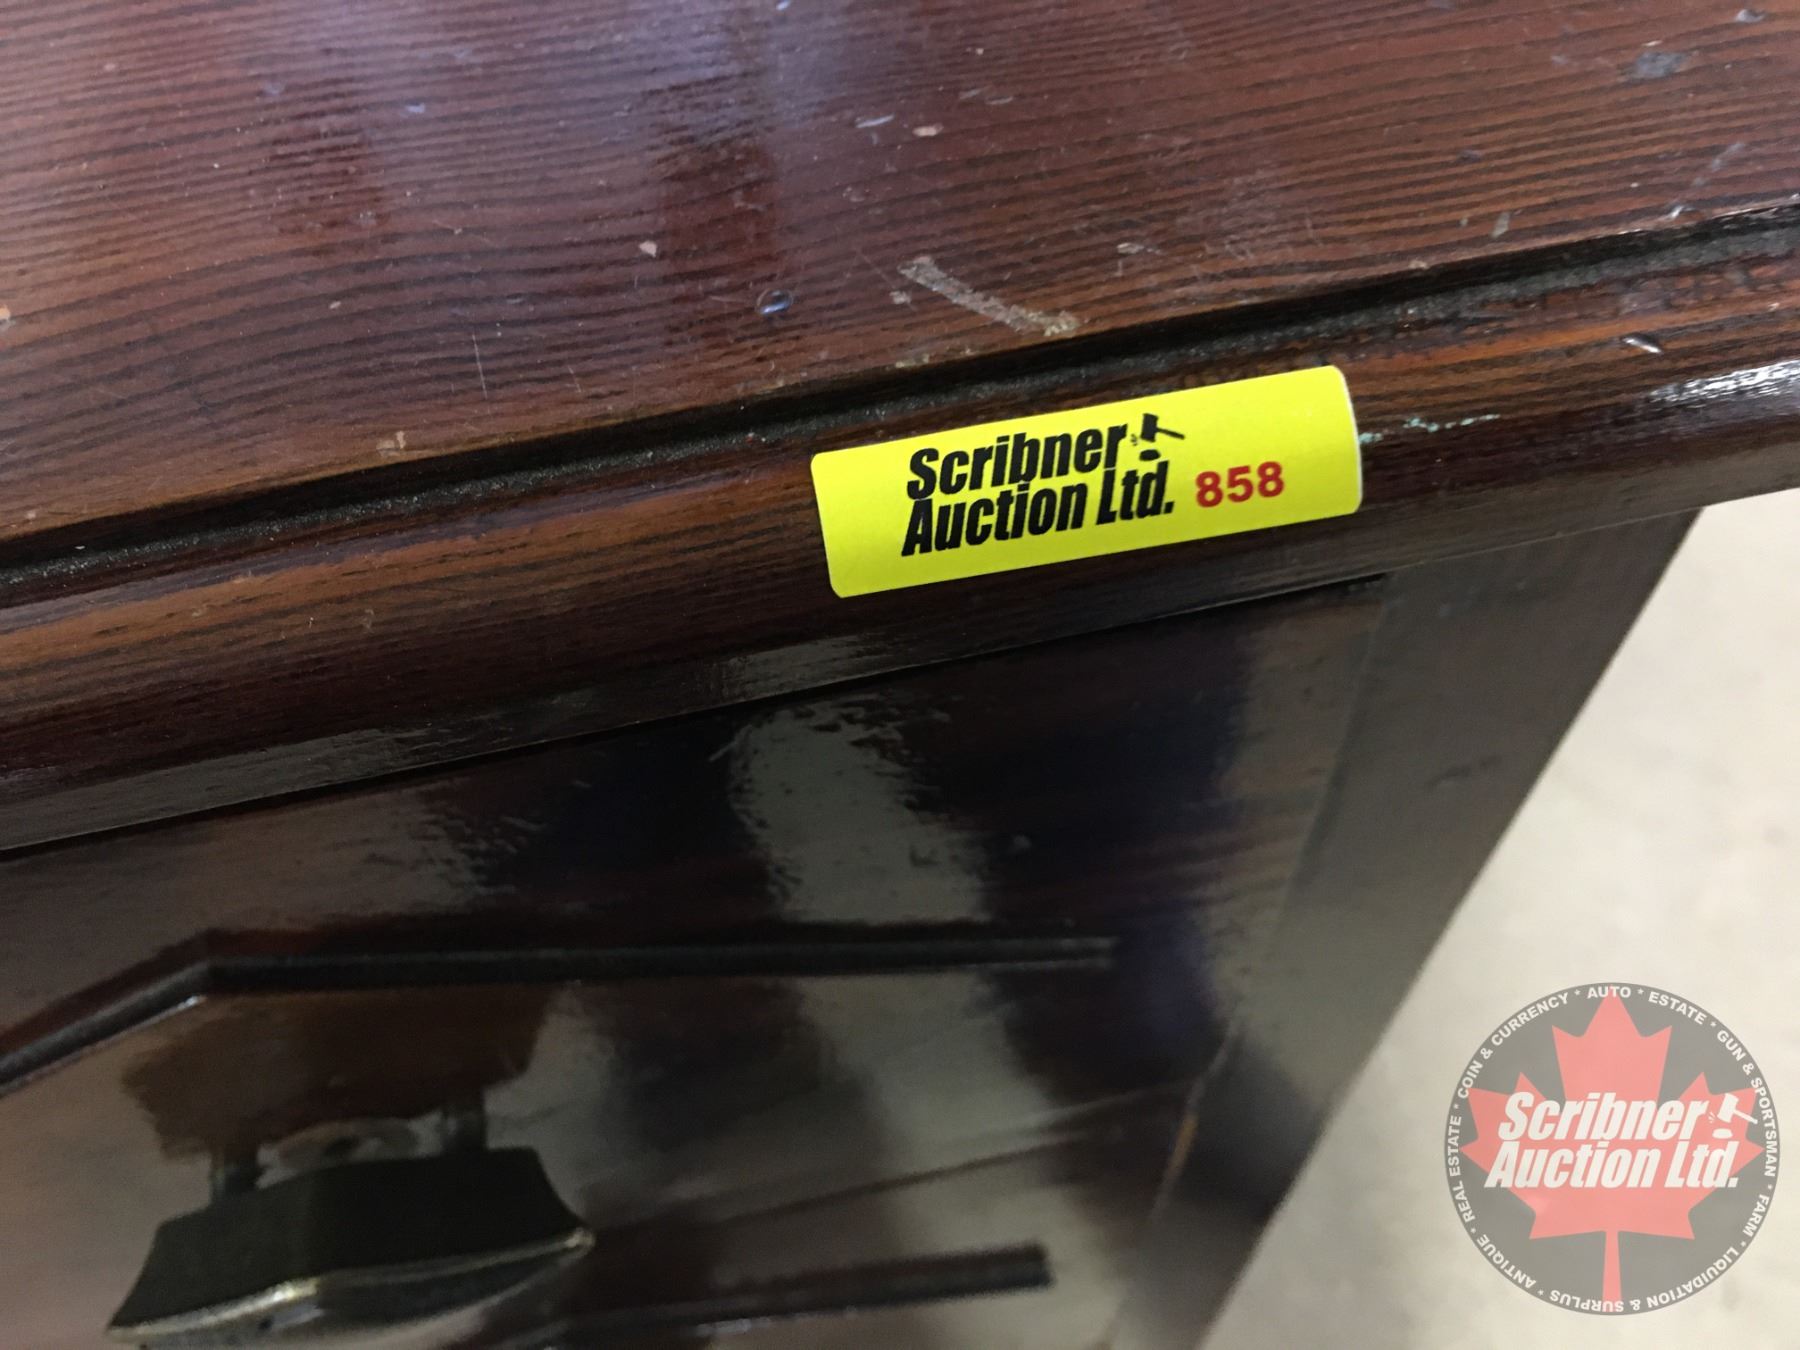 Scribner
Auction Ltd. 858
COIN & CURRENCY * AUTO * ESTATE * GUN & SPORTSMAN * FARM * LIQUIDATION & SURPLUS * ANTIQUE * REAL ESTATE *
Scribner
Auction Ltd.